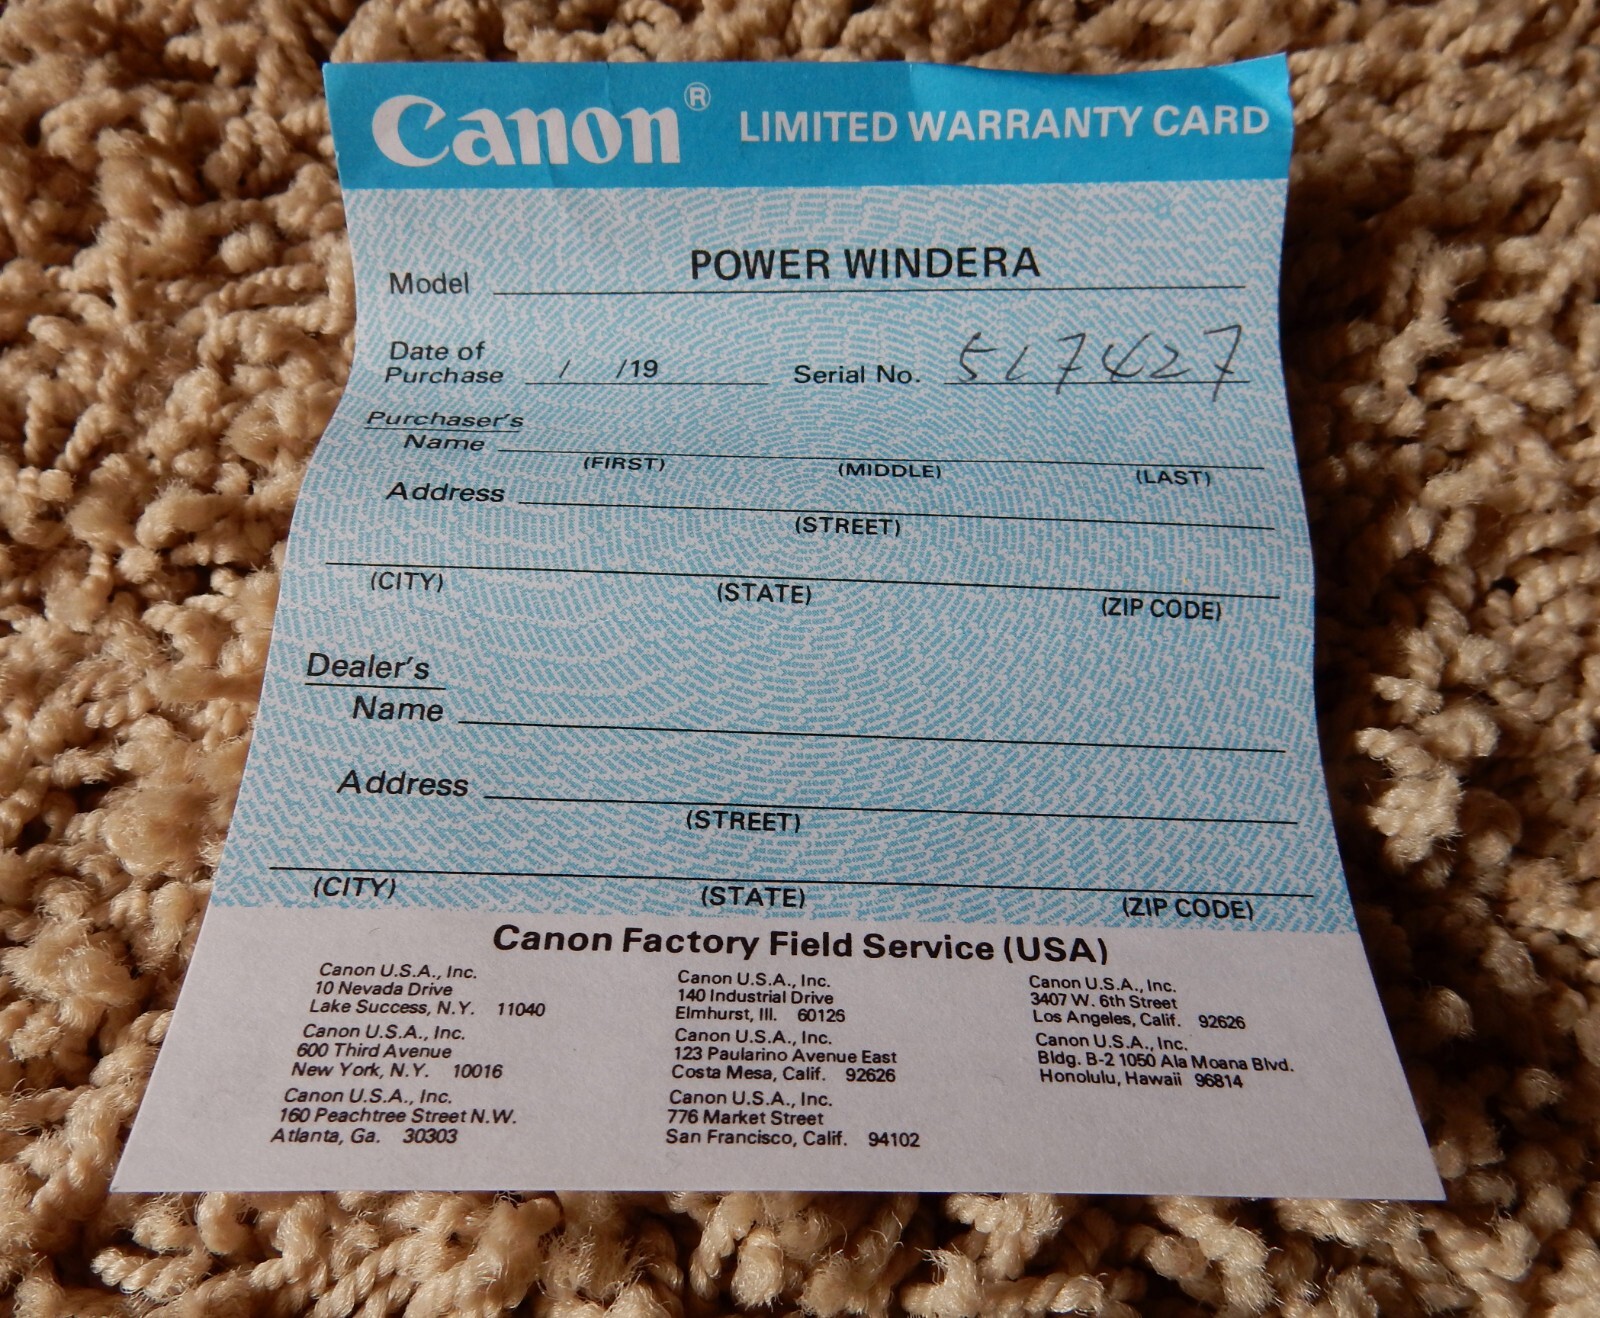 Canon® LIMITED WARRANTY CARD
Model POWER WINDERA
Date of Purchase / /19 Serial No. 517427
Purchaser's
Name
(FIRST) (MIDDLE) (LAST)
Address
(STREET)
(CITY) (STATE) (ZIP CODE)
Dealer's
Name
Address
(STREET)
(CITY) (STATE) (ZIP CODE)
Canon Factory Field Service (USA)
Canon U.S.A., Inc.
10 Nevada Drive
Lake Success, N.Y. 11040
Canon U.S.A., Inc.
600 Third Avenue
New York, N.Y. 10016
Canon U.S.A., Inc.
160 Peachtree Street N.W.
Atlanta, Ga. 30303
Canon U.S.A., Inc.
140 Industrial Drive
Elmhurst, Ill. 60126
Canon U.S.A., Inc.
123 Paularino Avenue East
Costa Mesa, Calif. 92626
Canon U.S.A., Inc.
776 Market Street
San Francisco, Calif. 94102
Canon U.S.A., Inc.
3407 W. 6th Street
Los Angeles, Calif. 92626
Canon U.S.A., Inc.
Bldg. B-2 1050 Ala Moana Blvd.
Honolulu, Hawaii 96814